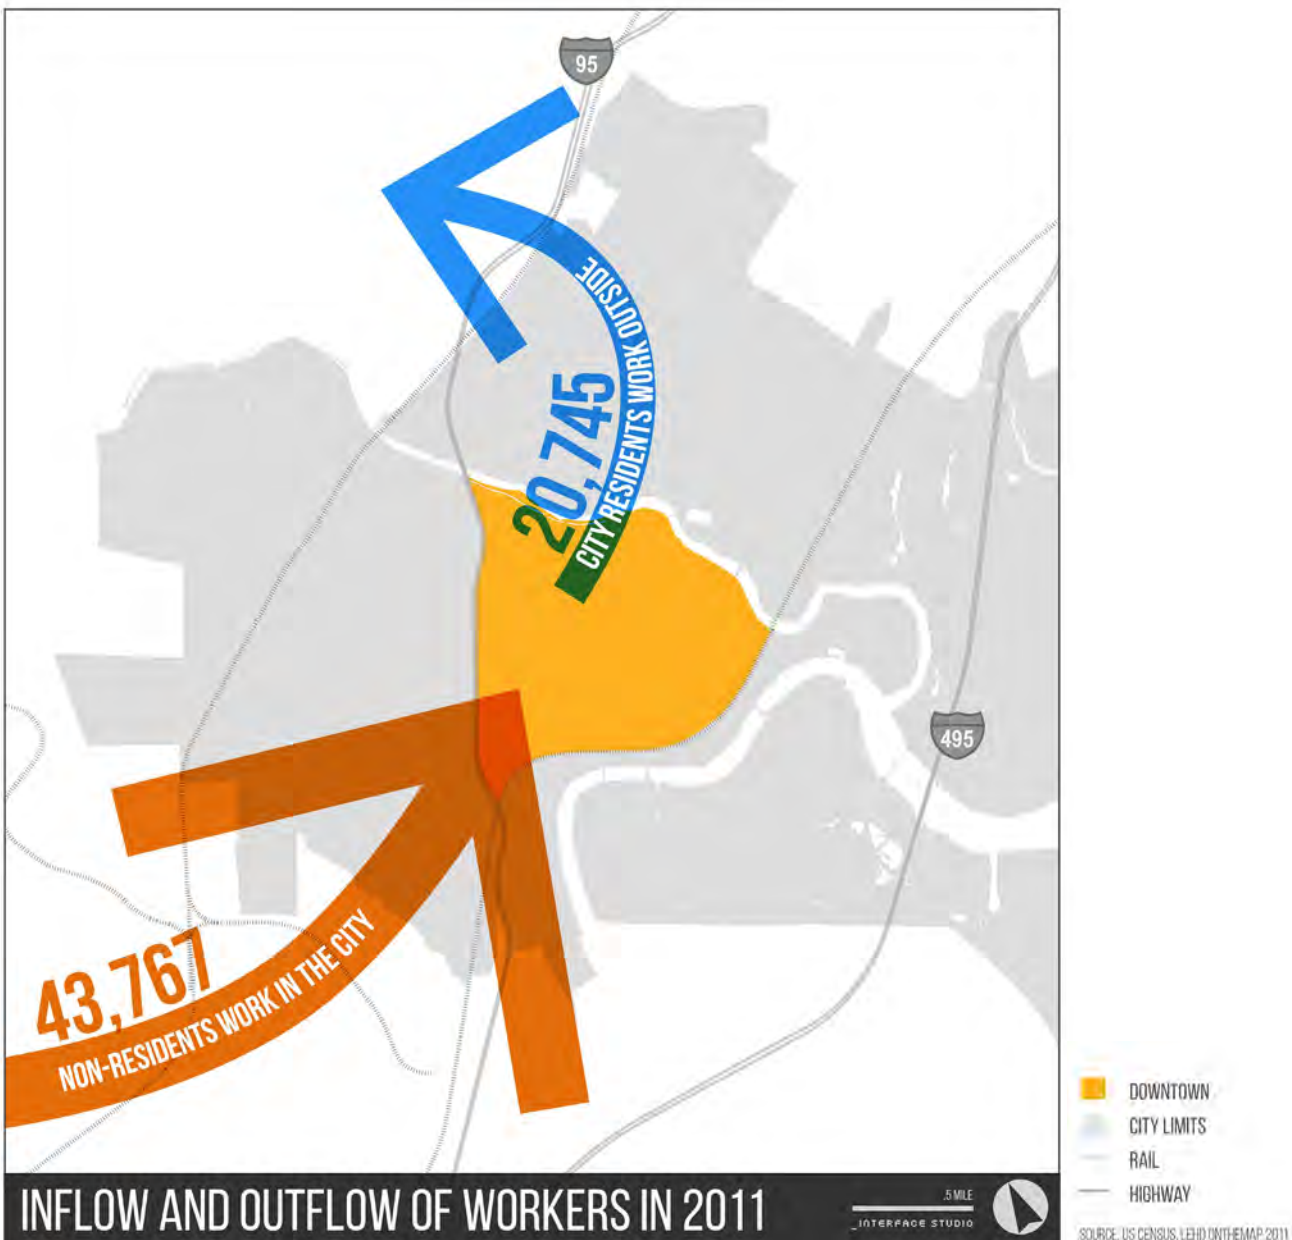 95
CITY RESIDENTS WORK OUTSIDE
20,745
495
43,767
NON-RESIDENTS WORK IN THE CITY
DOWNTOWN
CITY LIMITS
RAIL
HIGHWAY
INFLOW AND OUTFLOW OF WORKERS IN 2011
.5 MILE
_INTERFACE STUDIO
SOURCE: US CENSUS, LEHD ONTHEMAP 2011